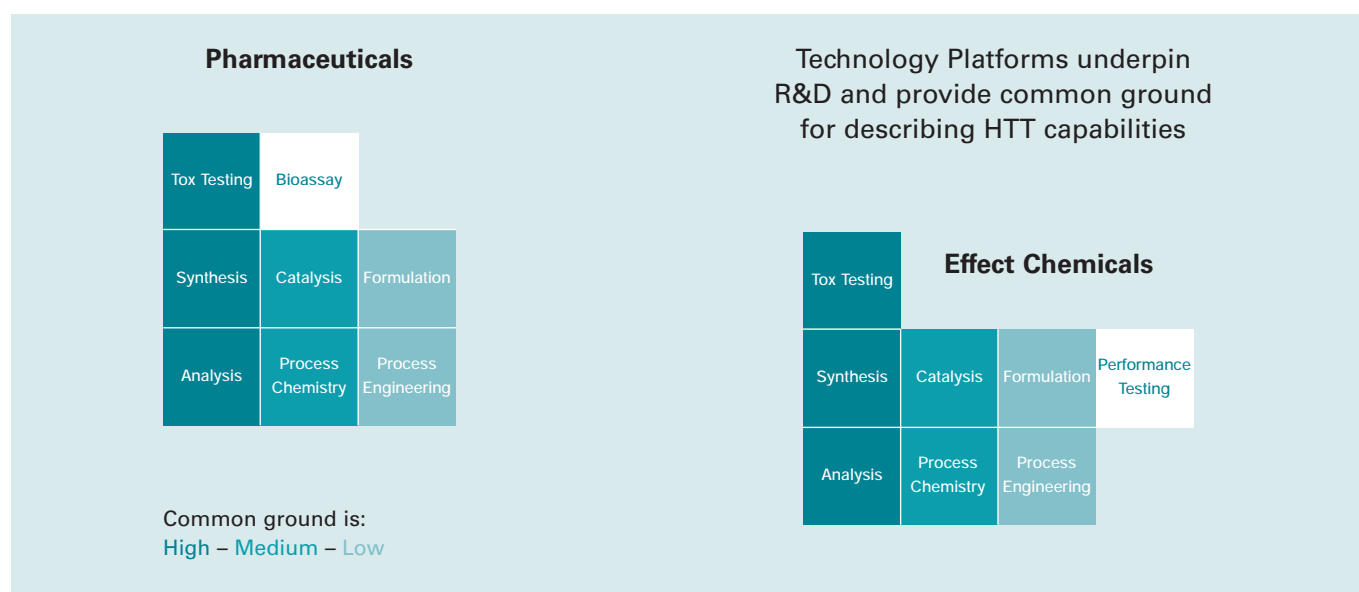 Pharmaceuticals
Tox Testing
Bioassay
Synthesis
Catalysis
Formulation
Analysis
Process
Chemistry
Process
Engineering
Common ground is:
High – Medium – Low
Technology Platforms underpin
R&D and provide common ground
for describing HTT capabilities
Effect Chemicals
Tox Testing
Synthesis
Catalysis
Formulation
Performance
Testing
Analysis
Process
Chemistry
Process
Engineering